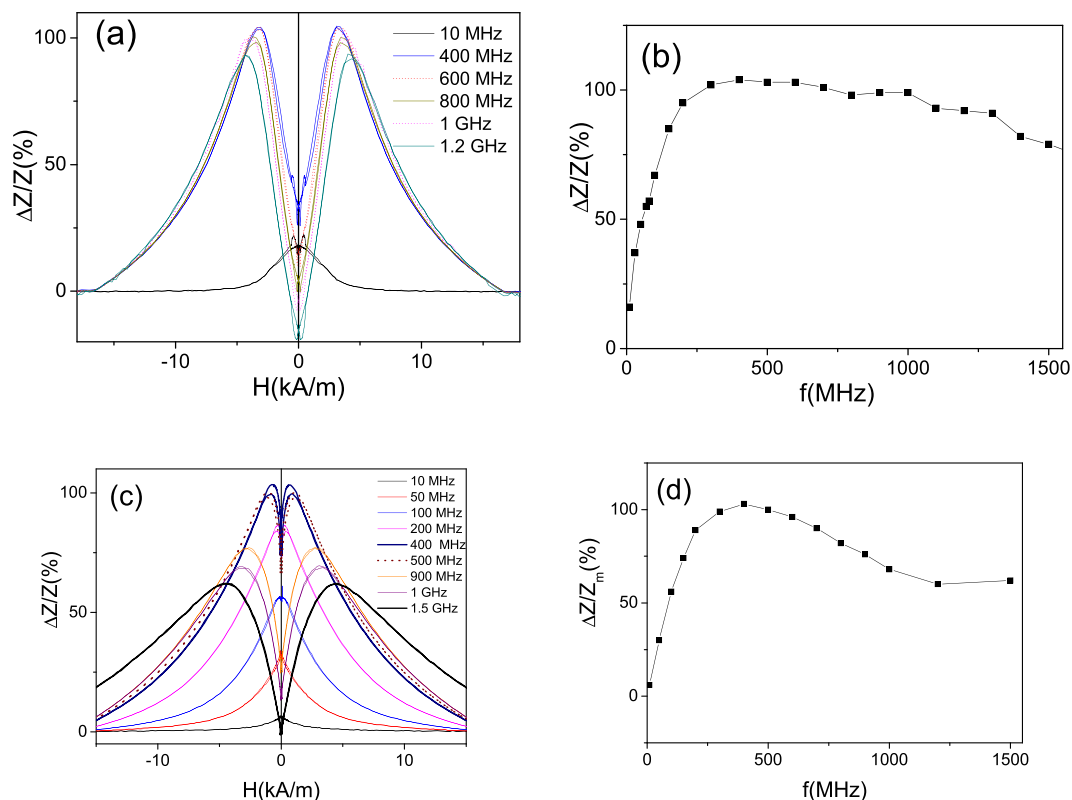 (a)
10 MHz
400 MHz
600 MHz
800 MHz
1 GHz
1.2 GHz
100
50
0
ΔZ/Z(%)
-10
0
10
H(kA/m)
(b)
100
50
0
ΔZ/Z(%)
0
500
1000
1500
f(MHz)
(c)
10 MHz
50 MHz
100 MHz
200 MHz
400 MHz
500 MHz
900 MHz
1 GHz
1.5 GHz
100
50
0
ΔZ/Z(%)
-10
0
10
H(kA/m)
(d)
100
50
0
ΔZ/Zm(%)
0
500
1000
1500
f(MHz)